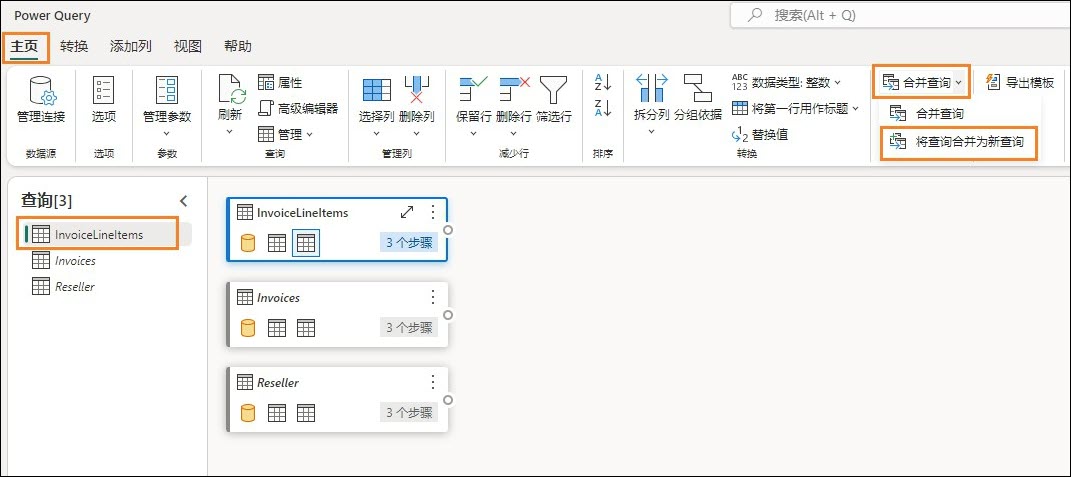 Power Query
搜索(Alt + Q)
主页 转换 添加列 视图 帮助
管理连接
数据源
选项
选项
管理参数
参数
刷新
属性
高级编辑器
管理
查询
选择列 删除列
管理列
保留行 删除行 筛选行
减少行
A
Z
Z
A
排序
拆分列 分组依据
ABC
123
数据类型: 整数
将第一行用作标题
1
2
替换值
转换
合并查询
合并查询
将查询合并为新查询
导出模板
查询[3]
InvoiceLineItems
Invoices
Reseller
InvoiceLineItems
3 个步骤
Invoices
3 个步骤
Reseller
3 个步骤